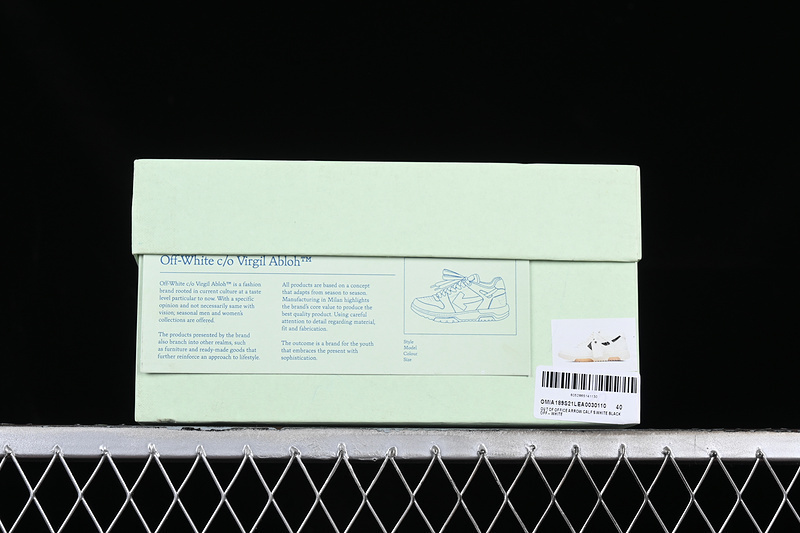 Off-White c/o Virgil Abloh™
Off-White c/o Virgil Abloh™ is a fashion
brand rooted in current culture at a taste
level particular to now. With a specific
opinion and not necessarily same with
vision; seasonal men and women's
collections are offered.
The products presented by the brand
also branch into other realms, such
as furniture and ready-made goods that
further reinforce an approach to lifestyle.
All products are based on a concept
that adapts from season to season.
Manufacturing in Milan highlights
the brand's core value to produce the
best quality product. Using careful
attention to detail regarding material,
fit and fabrication.
The outcome is a brand for the youth
that embraces the present with
sophistication.
Style
Model
Colour
Size
OMIA189S21LEA0030110 40
OUT OF OFFICE ARROW CALF S WHITE BLACK
OFF - WHITE